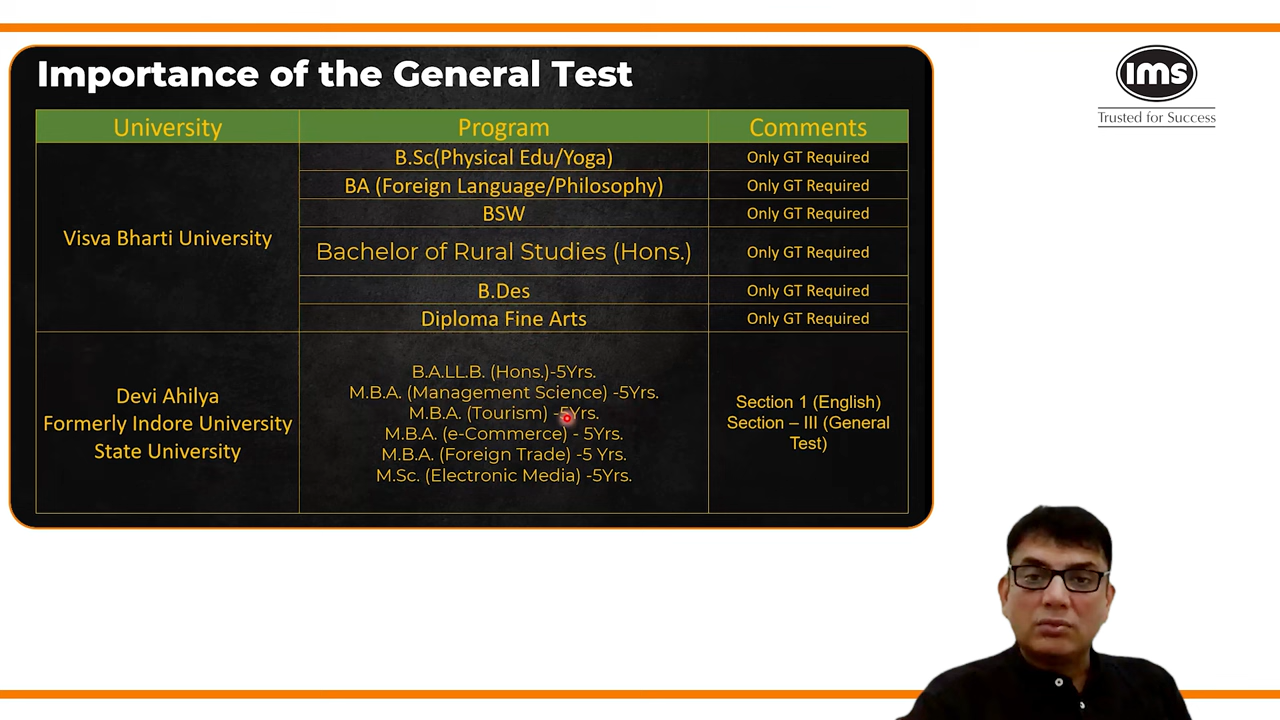 Importance of the General Test
ims
Trusted for Success
University Program Comments
Visva Bharti University
B.Sc(Physical Edu/Yoga) Only GT Required
BA (Foreign Language/Philosophy) Only GT Required
BSW Only GT Required
Bachelor of Rural Studies (Hons.) Only GT Required
B.Des Only GT Required
Diploma Fine Arts Only GT Required
Devi Ahilya
Formerly Indore University
State University
B.A.LL.B. (Hons.)-5Yrs.
M.B.A. (Management Science) -5Yrs.
M.B.A. (Tourism) -5Yrs.
M.B.A. (e-Commerce) - 5Yrs.
M.B.A. (Foreign Trade) -5 Yrs.
M.Sc. (Electronic Media) -5Yrs.
Section 1 (English)
Section – III (General
Test)